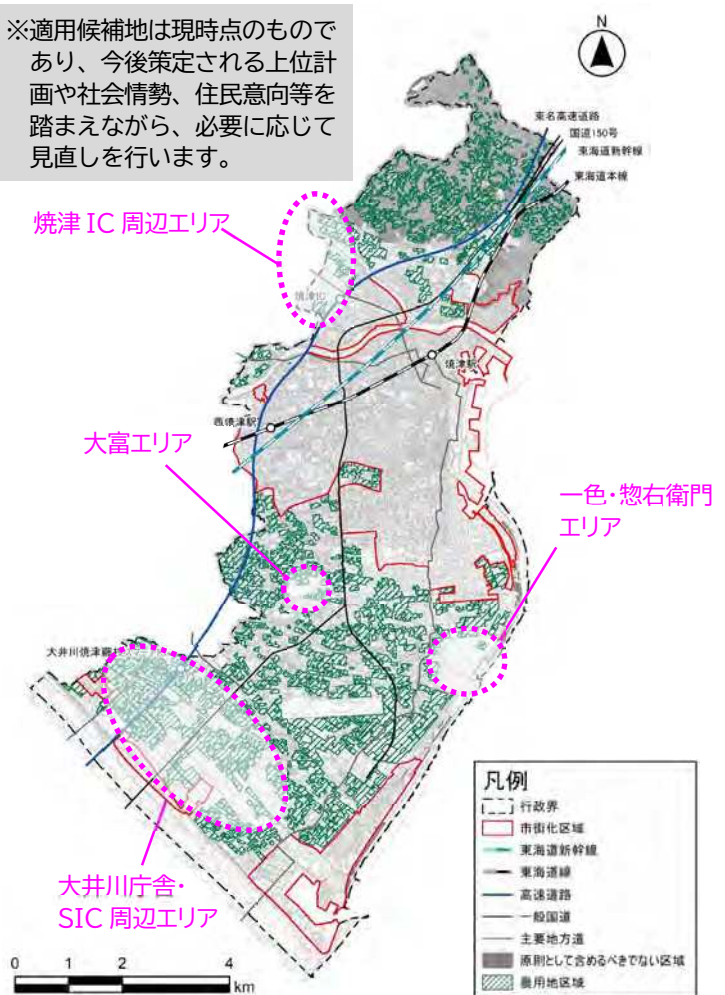 ※適用候補地は現時点のもので
あり、今後策定される上位計
画や社会情勢、住民意向等を
踏まえながら、必要に応じて
見直しを行います。
N
東名高速道路
国道150号
東海道新幹線
東海道本線
焼津 IC 周辺エリア
焼津IC
焼津駅
西焼津駅
大富エリア
一色・惣右衛門
エリア
大井川焼津藤
大井川庁舎・
SIC 周辺エリア
凡例
行政界
市街化区域
東海道新幹線
東海道線
高速道路
一般国道
主要地方道
原則として含めるべきでない区域
農用地区域
0 1 2 4
km